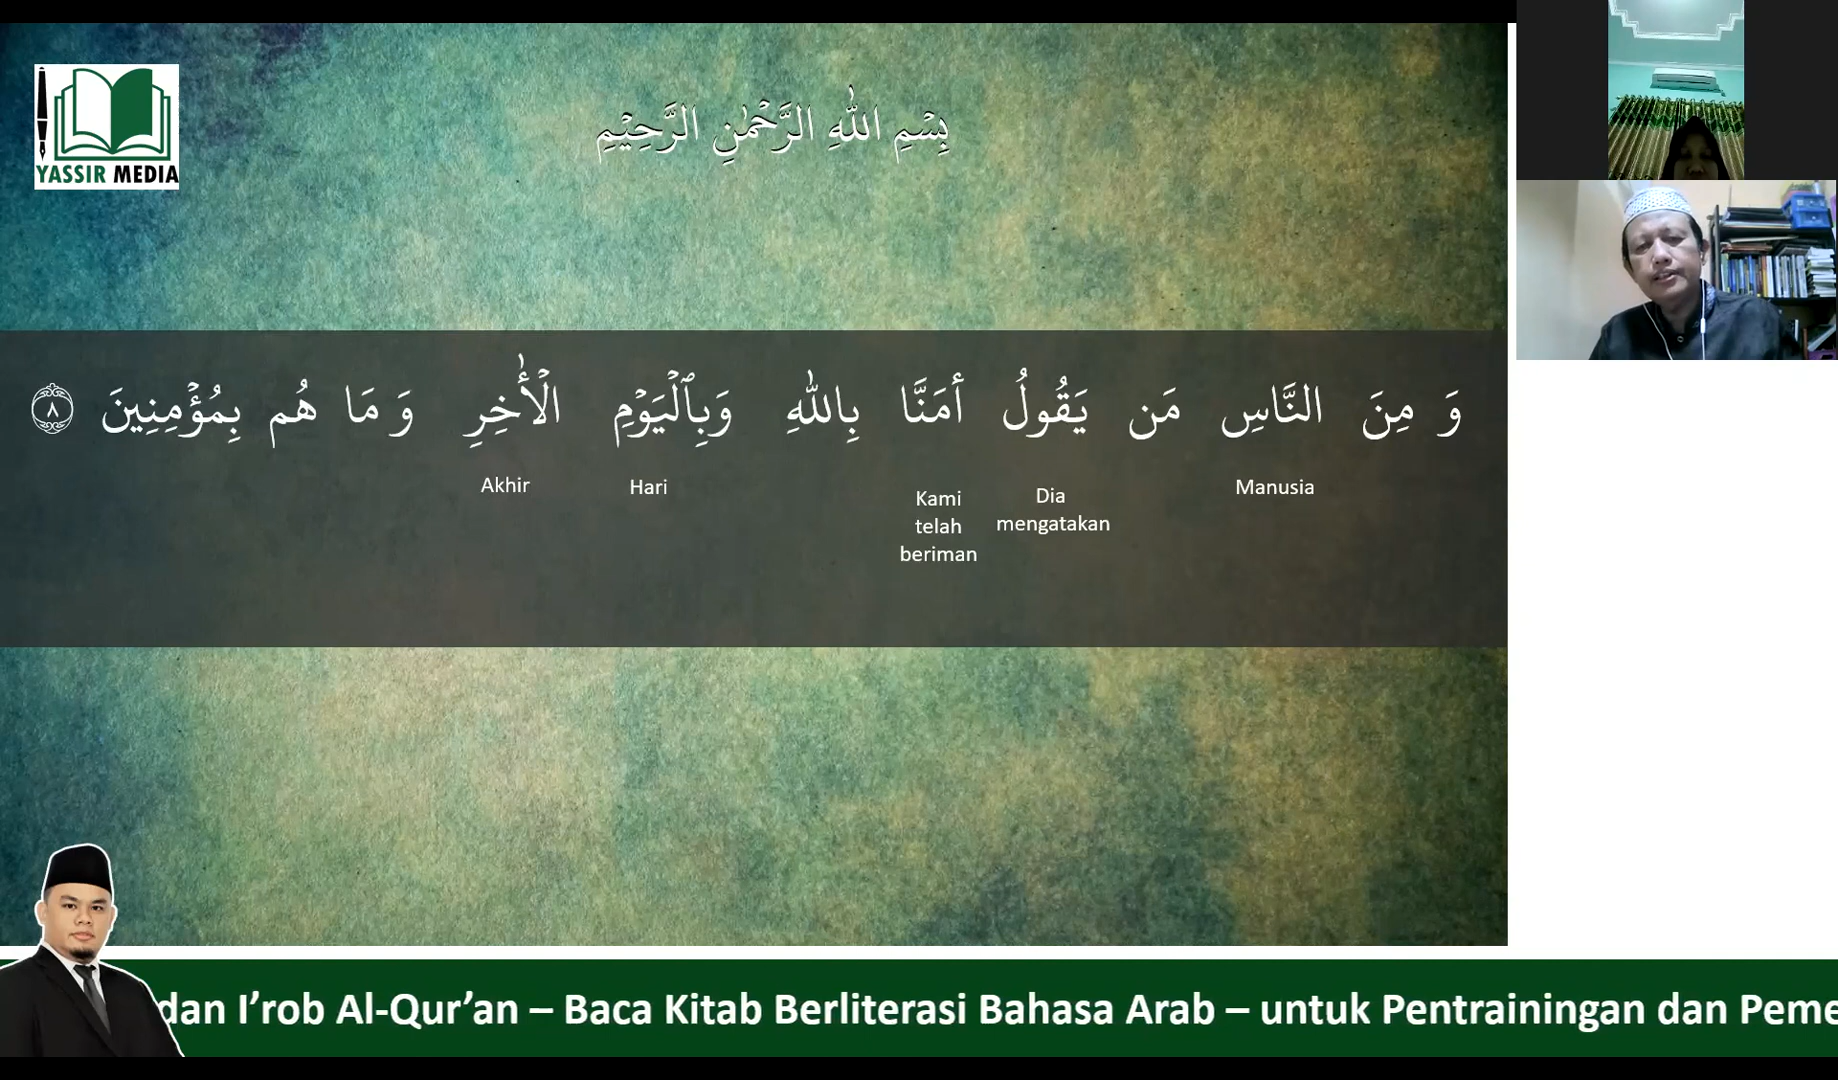 YASSIR MEDIA
بِسْمِ اللّٰهِ الرَّحْمٰنِ الرَّحِيْمِ
وَ مِنَ النَّاسِ مَن يَقُولُ أٰمَنَّا بِاللّٰهِ وَبِٱلْيَوْمِ الْأٰخِرِ وَ مَا هُم بِمُؤْمِنِينَ ٨
Manusia
Dia
mengatakan
Kami
telah
beriman
Hari
Akhir
dan I’rob Al-Qur’an – Baca Kitab Berliterasi Bahasa Arab – untuk Pentrainingan dan Peme